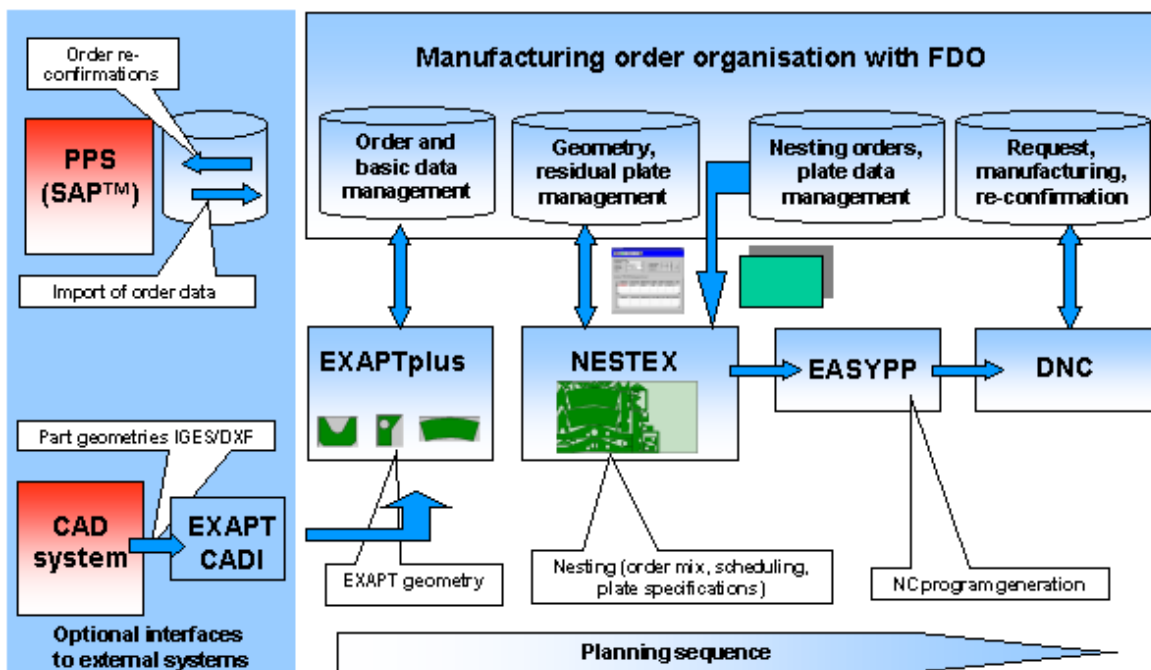 Order re-
confirmations
PPS
(SAP™)
Import of order data
Part geometries IGES/DXF
CAD
system
EXAPT
CADI
Optional interfaces
to external systems
Manufacturing order organisation with FDO
Order and
basic data
management
Geometry,
residual plate
management
Nesting orders,
plate data
management
Request,
manufacturing,
re-confirmation
EXAPTplus
NESTEX
EASYPP
DNC
EXAPT geometry
Nesting (order mix, scheduling,
plate specifications)
NC program generation
Planning sequence